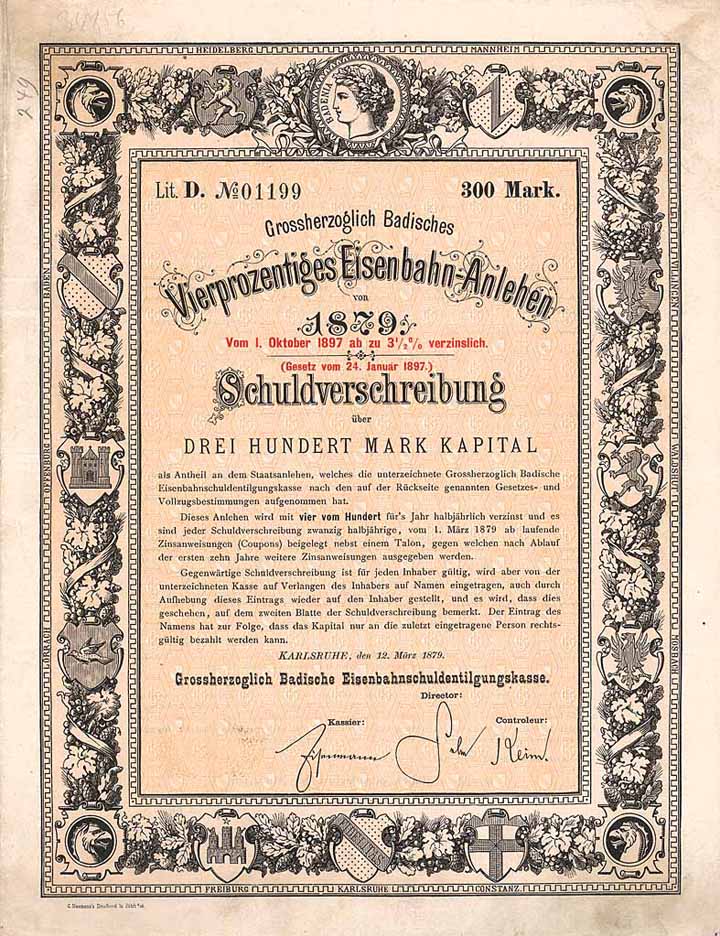 HEIDELBERG MANNHEIM
BADENIA
Lit. D. №01199 300 Mark.
Grossherzoglich Badisches
Vierprozentiges Eisenbahn-Anlehen
von
1879.
Vom 1. Oktober 1897 ab zu 3½% verzinslich.
(Gesetz vom 24. Januar 1897.)
Schuldverschreibung
über
DREI HUNDERT MARK KAPITAL
als Antheil an dem Staatsanlehen, welches die unterzeichnete Grossherzoglich Badische
Eisenbahnschuldentilgungskasse nach den auf der Rückseite genannten Gesetzes- und
Vollzugsbestimmungen aufgenommen hat.
Dieses Anlehen wird mit vier vom Hundert für's Jahr halbjährlich verzinst und es
sind jeder Schuldverschreibung zwanzig halbjährige, vom 1. März 1879 ab laufende
Zinsanweisungen (Coupons) beigelegt nebst einem Talon, gegen welchen nach Ablauf
der ersten zehn Jahre weitere Zinsanweisungen ausgegeben werden.
Gegenwärtige Schuldverschreibung ist für jeden Inhaber gültig, wird aber von der
unterzeichneten Kasse auf Verlangen des Inhabers auf Namen eingetragen, auch durch
Aufhebung dieses Eintrags wieder auf den Inhaber gestellt, und es wird, dass dies
geschehen, auf dem zweiten Blatte der Schuldverschreibung bemerkt. Der Eintrag des
Namens hat zur Folge, dass das Kapital nur an die zuletzt eingetragene Person rechts-
gültig bezahlt werden kann.
KARLSRUHE, den 12. März 1879.
Grossherzoglich Badische Eisenbahnschuldentilgungskasse.
Director:
Kassier: Controleur:
Eisenmann Salm Keim.
BADEN
OFFENBURG
LÖRRACH
VILLINGEN
WALDSHUT
MOSBACH
FREIBURG KARLSRUHE CONSTANZ
249